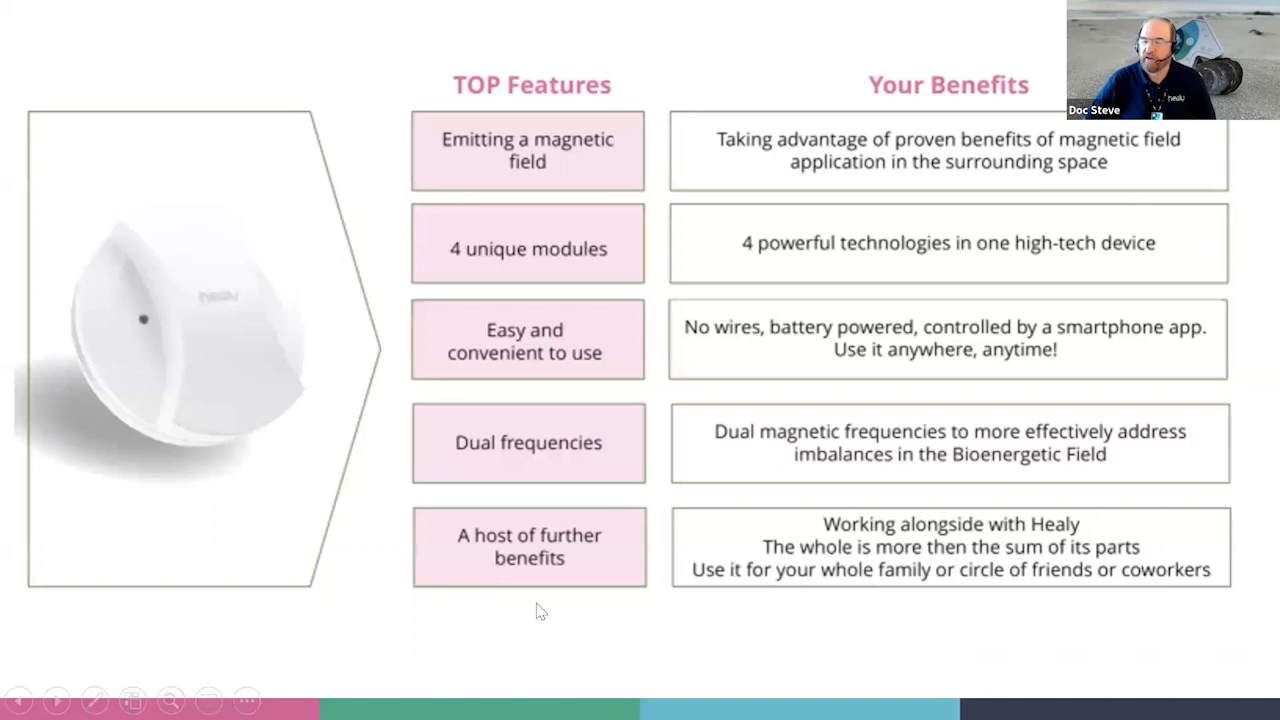 TOP Features
Your Benefits
Doc Steve
healy
Emitting a magnetic
field
Taking advantage of proven benefits of magnetic field
application in the surrounding space
4 unique modules
4 powerful technologies in one high-tech device
healy
Easy and
convenient to use
No wires, battery powered, controlled by a smartphone app.
Use it anywhere, anytime!
Dual frequencies
Dual magnetic frequencies to more effectively address
imbalances in the Bioenergetic Field
A host of further
benefits
Working alongside with Healy
The whole is more then the sum of its parts
Use it for your whole family or circle of friends or coworkers